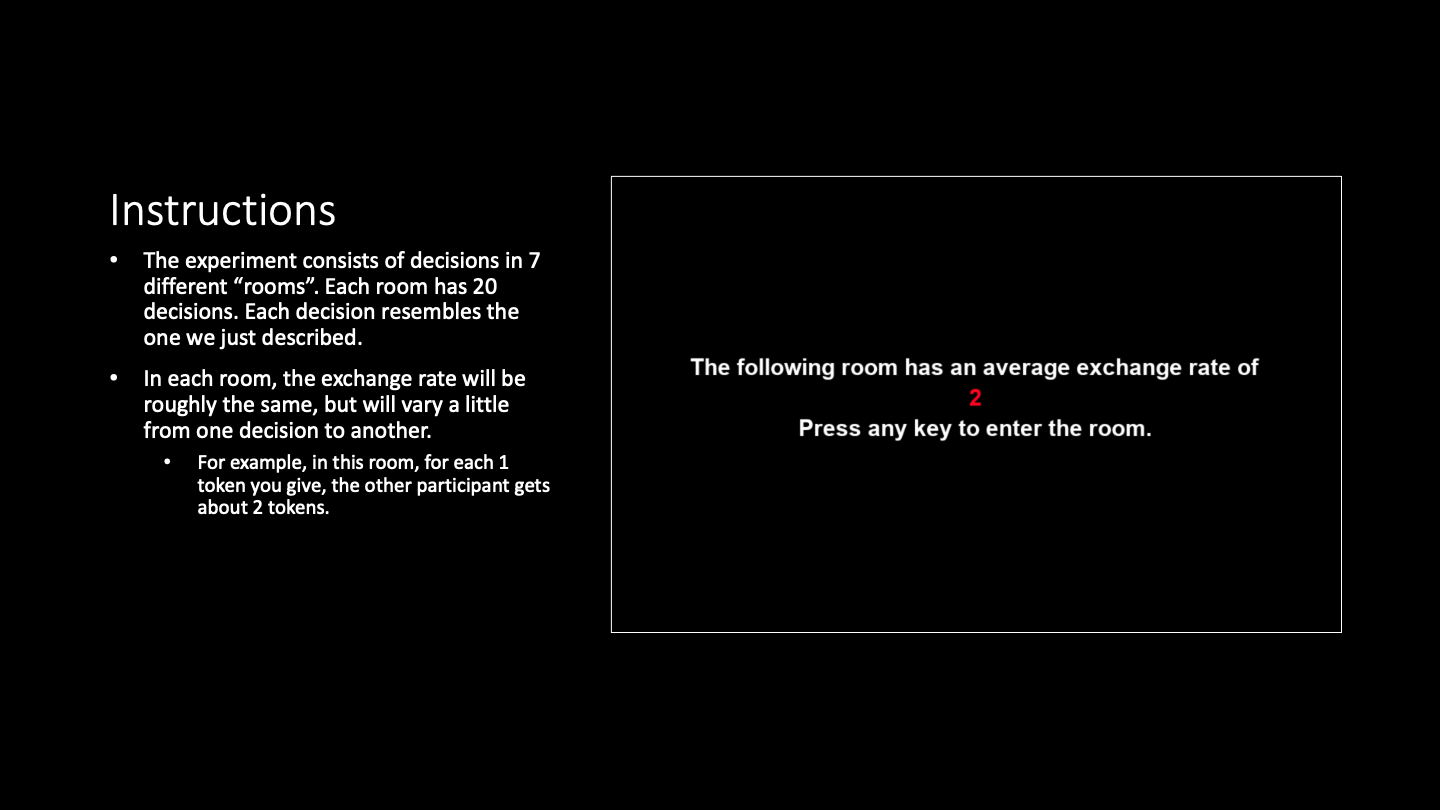 Instructions
• The experiment consists of decisions in 7
different “rooms”. Each room has 20
decisions. Each decision resembles the
one we just described.
• In each room, the exchange rate will be
roughly the same, but will vary a little
from one decision to another.
• For example, in this room, for each 1
token you give, the other participant gets
about 2 tokens.
The following room has an average exchange rate of
2
Press any key to enter the room.